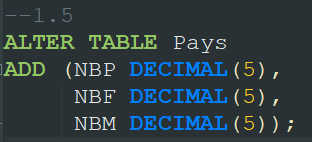 --1.5
ALTER TABLE Pays
ADD (NBP DECIMAL(5),
NBF DECIMAL(5),
NBM DECIMAL(5));